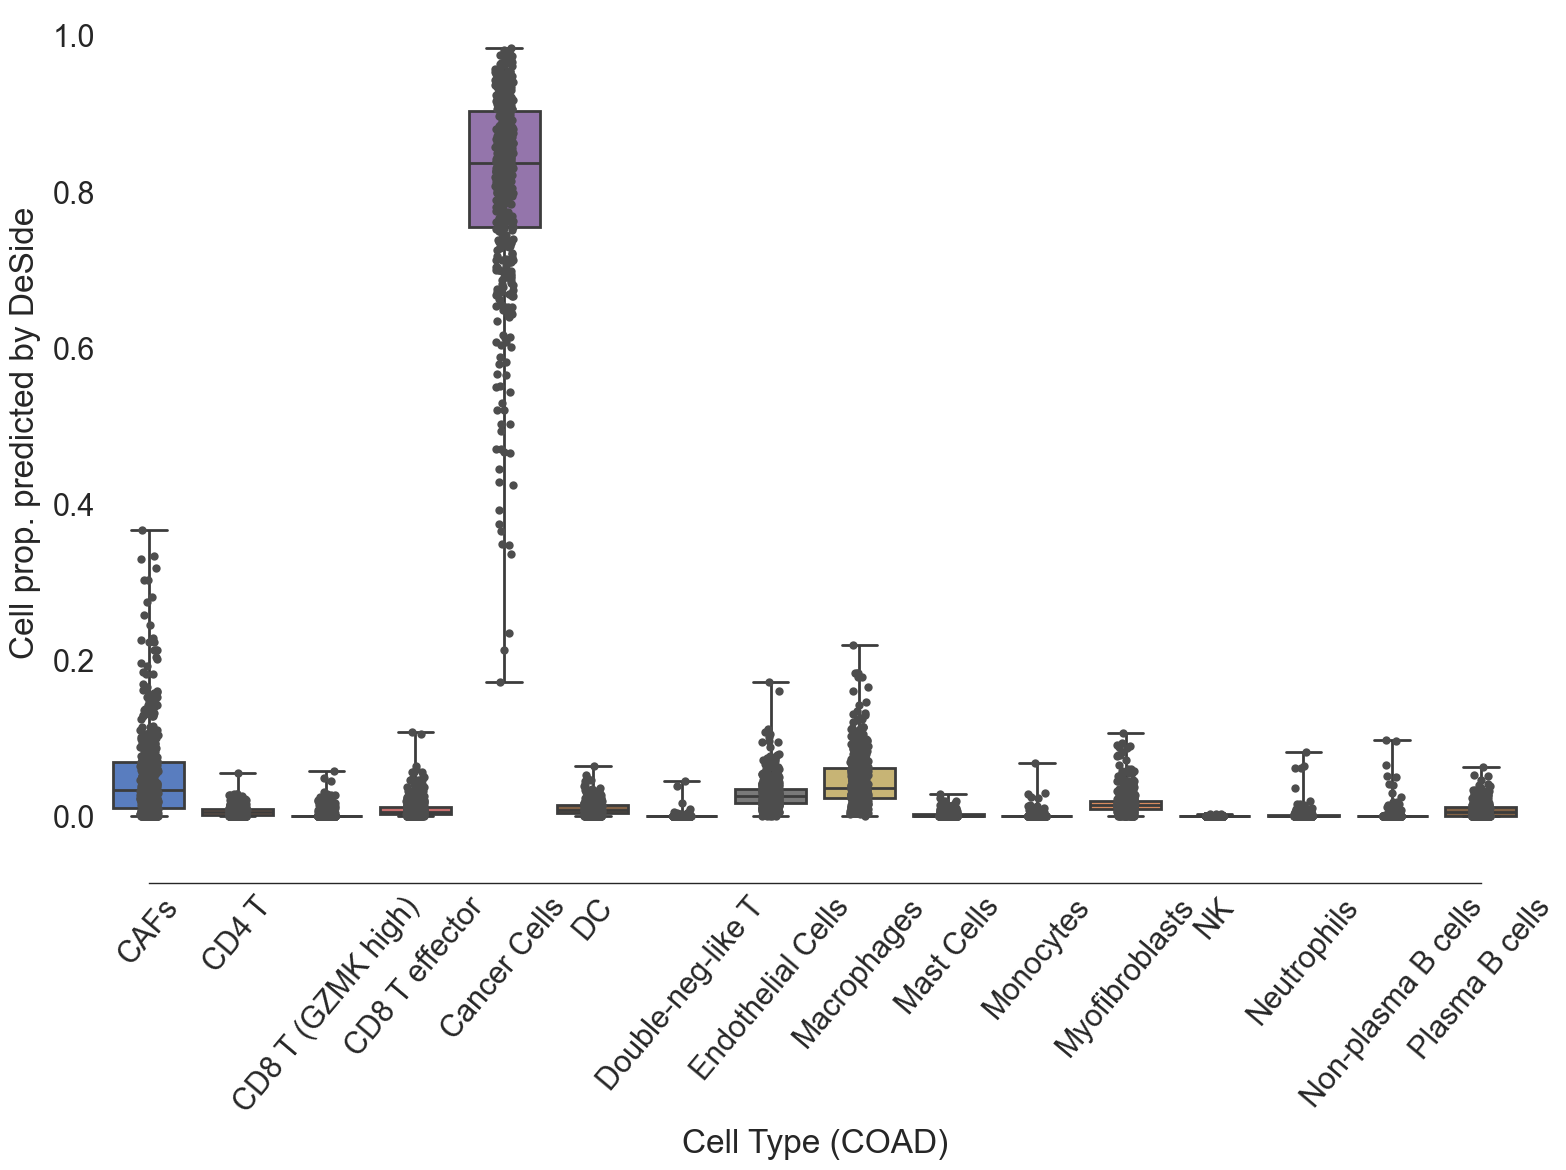 Cell prop. predicted by DeSide
1.0
0.8
0.6
0.4
0.2
0.0
CAFs
CD4 T
CD8 T (GZMK high)
CD8 T effector
Cancer Cells
DC
Double-neg-like T
Endothelial Cells
Macrophages
Mast Cells
Monocytes
Myofibroblasts
NK
Neutrophils
Non-plasma B cells
Plasma B cells
Cell Type (COAD)